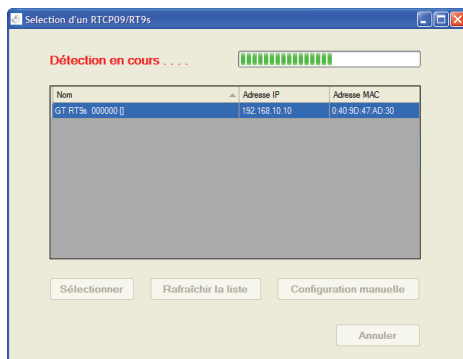 Selection d'un RTCP09/RT9s
Détection en cours . . . .
Nom Adresse IP Adresse MAC
GT RT9s 000000 [] 192.168.10.10 0:40:9D:47:AD:30
Sélectionner Rafraîchir la liste Configuration manuelle
Annuler